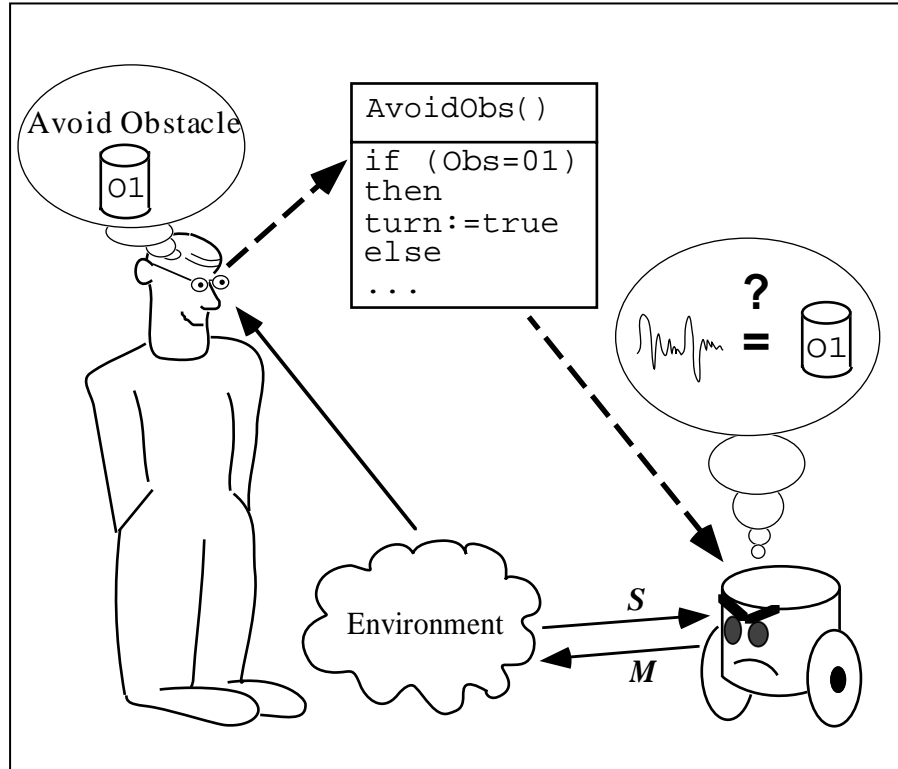 Avoid Obstacle
O1
AvoidObs()
if (Obs=O1)
then
turn:=true
else
...
?
=
O1
Environment
S
M